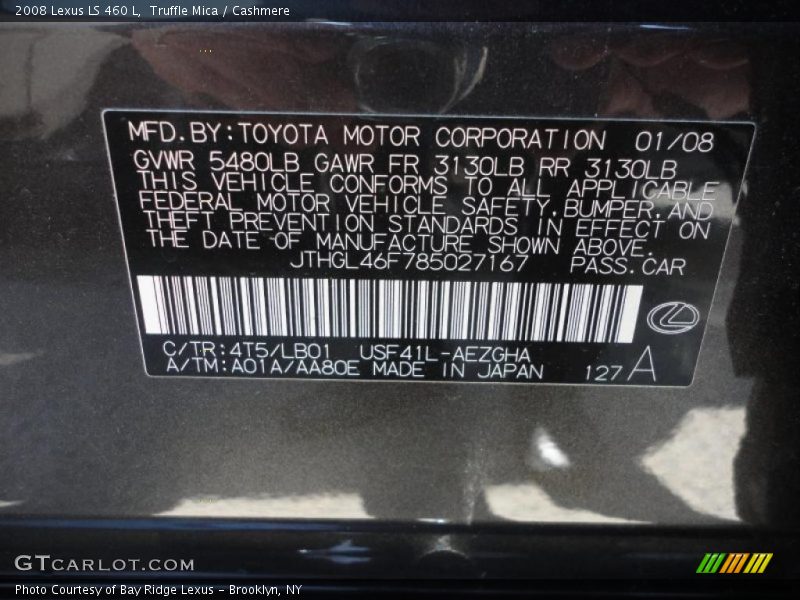 2008 Lexus LS 460 L, Truffle Mica / Cashmere
MFD.BY:TOYOTA MOTOR CORPORATION 01/08
GVWR 5480LB GAWR FR 3130LB RR 3130LB
THIS VEHICLE CONFORMS TO ALL APPLICABLE
FEDERAL MOTOR VEHICLE SAFETY,BUMPER,AND
THEFT PREVENTION STANDARDS IN EFFECT ON
THE DATE OF MANUFACTURE SHOWN ABOVE.
JTHGL46F785027167 PASS.CAR
C/TR:4T5/LB01 USF41L-AEZGHA
A/TM:A01A/AA80E MADE IN JAPAN 127 A
GTCARLOT.COM
Photo Courtesy of Bay Ridge Lexus - Brooklyn, NY